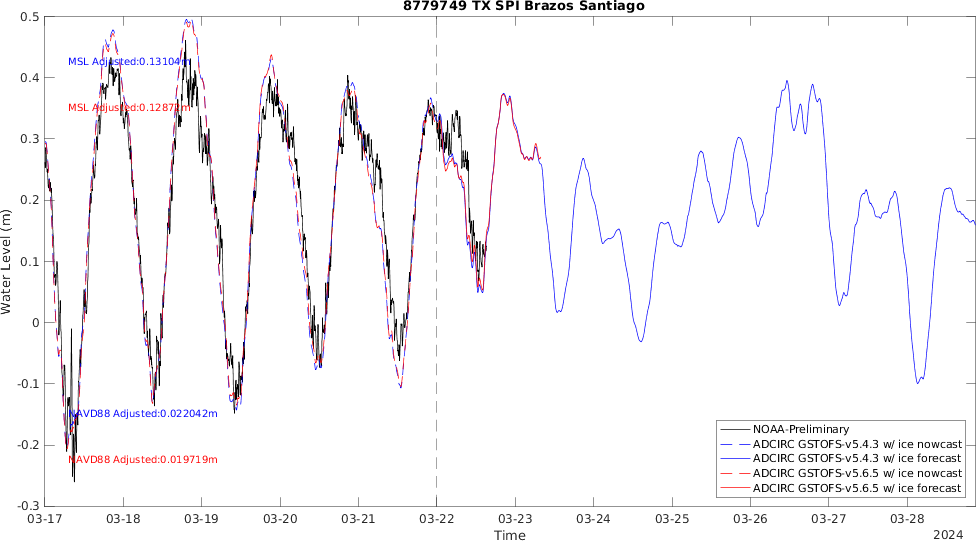 8779749 TX SPI Brazos Santiago
0.5
0.4
0.3
0.2
0.1
0
-0.1
-0.2
-0.3
Water Level (m)
MSL Adjusted:0.13104m
MSL Adjusted:0.12872m
NAVD88 Adjusted:0.022042m
NAVD88 Adjusted:0.019719m
NOAA-Preliminary
ADCIRC GSTOFS-v5.4.3 w/ ice nowcast
ADCIRC GSTOFS-v5.4.3 w/ ice forecast
ADCIRC GSTOFS-v5.6.5 w/ ice nowcast
ADCIRC GSTOFS-v5.6.5 w/ ice forecast
03-17 03-18 03-19 03-20 03-21 03-22 03-23 03-24 03-25 03-26 03-27 03-28
Time
2024